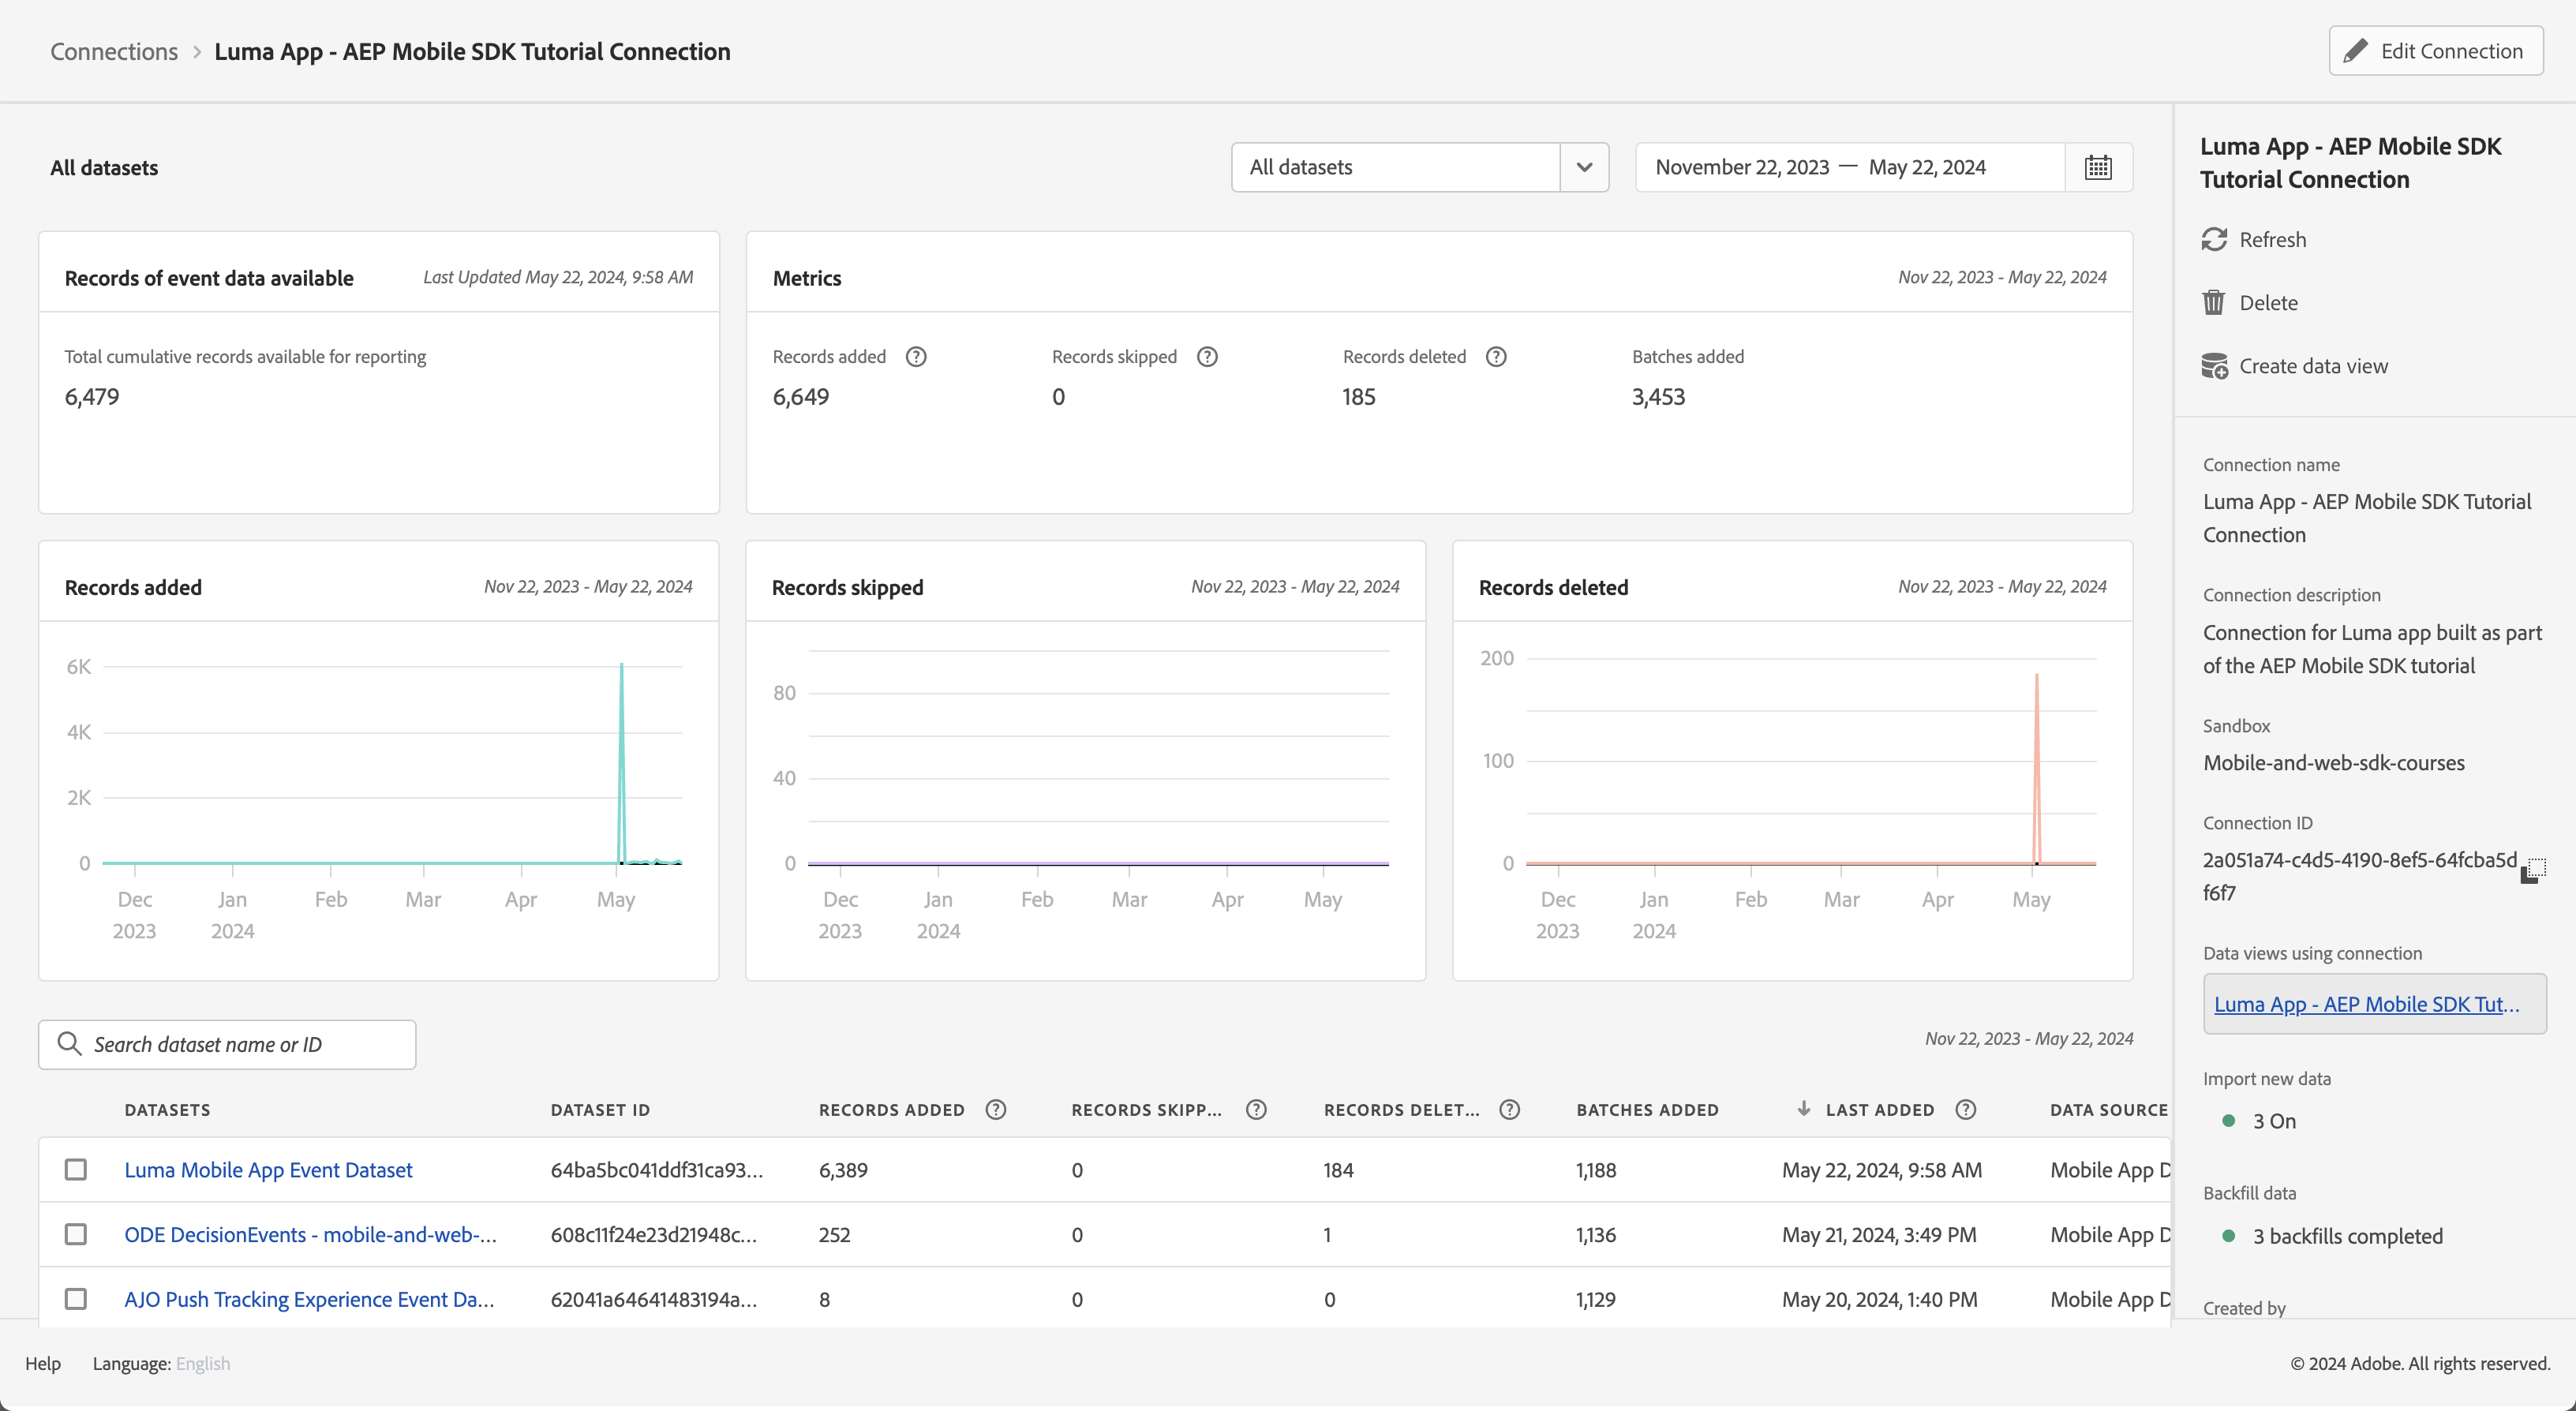 Connections > Luma App - AEP Mobile SDK Tutorial Connection
Edit Connection
All datasets
All datasets
November 22, 2023 — May 22, 2024
Records of event data available
Last Updated May 22, 2024, 9:58 AM
Total cumulative records available for reporting
6,479
Metrics
Nov 22, 2023 - May 22, 2024
Records added
6,649
Records skipped
0
Records deleted
185
Batches added
3,453
Records added
Nov 22, 2023 - May 22, 2024
6K
4K
2K
0
Dec Jan Feb Mar Apr May
2023 2024
Records skipped
Nov 22, 2023 - May 22, 2024
80
40
0
Dec Jan Feb Mar Apr May
2023 2024
Records deleted
Nov 22, 2023 - May 22, 2024
200
100
0
Dec Jan Feb Mar Apr May
2023 2024
Search dataset name or ID
Nov 22, 2023 - May 22, 2024
DATASETS DATASET ID RECORDS ADDED RECORDS SKIPP... RECORDS DELET... BATCHES ADDED LAST ADDED DATA SOURCE
Luma Mobile App Event Dataset 64ba5bc041ddf31ca93... 6,389 0 184 1,188 May 22, 2024, 9:58 AM Mobile App D
ODE DecisionEvents - mobile-and-web-... 608c11f24e23d21948c... 252 0 1 1,136 May 21, 2024, 3:49 PM Mobile App D
AJO Push Tracking Experience Event Da... 62041a64641483194a... 8 0 0 1,129 May 20, 2024, 1:40 PM Mobile App D
Luma App - AEP Mobile SDK
Tutorial Connection
Refresh
Delete
Create data view
Connection name
Luma App - AEP Mobile SDK Tutorial
Connection
Connection description
Connection for Luma app built as part
of the AEP Mobile SDK tutorial
Sandbox
Mobile-and-web-sdk-courses
Connection ID
2a051a74-c4d5-4190-8ef5-64fcba5d
f6f7
Data views using connection
Luma App - AEP Mobile SDK Tut...
Import new data
3 On
Backfill data
3 backfills completed
Created by
Help
Language: English
© 2024 Adobe. All rights reserved.